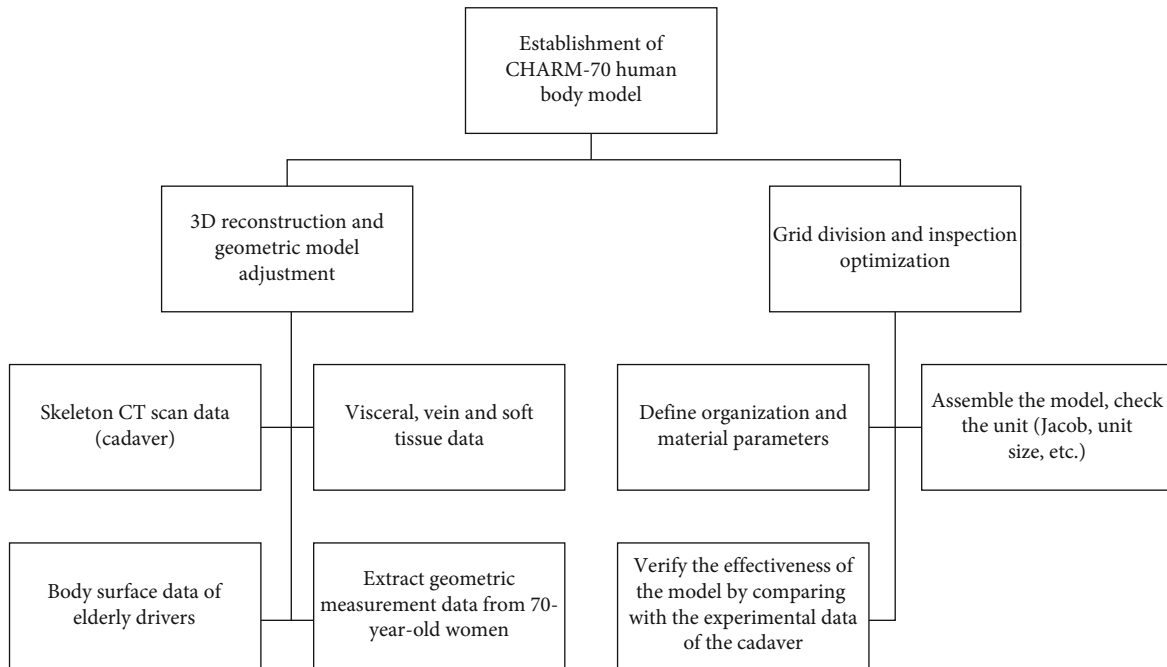 Establishment of
CHARM-70 human
body model
3D reconstruction and
geometric model
adjustment
Grid division and inspection
optimization
Skeleton CT scan data
(cadaver)
Visceral, vein and soft
tissue data
Define organization and
material parameters
Assemble the model, check
the unit (Jacob, unit
size, etc.)
Body surface data of
elderly drivers
Extract geometric
measurement data from 70-
year-old women
Verify the effectiveness of
the model by comparing
with the experimental data
of the cadaver